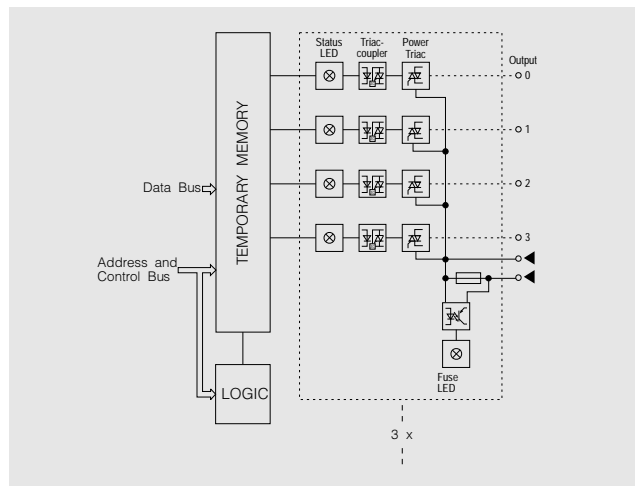 Status
LED
Triac-
coupler
Power
Triac
Output
0
1
2
3
TEMPORARY MEMORY
Data Bus
Address and
Control Bus
LOGIC
Fuse
LED
3 x